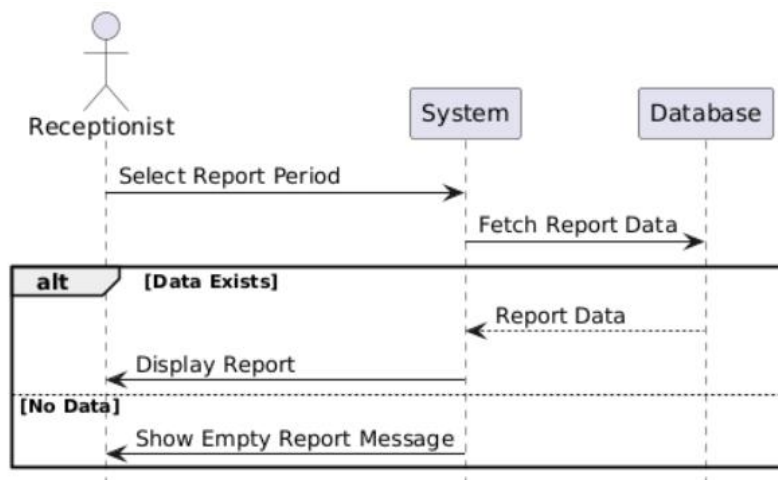 Receptionist
System
Database
Select Report Period
Fetch Report Data
alt
[Data Exists]
Report Data
Display Report
[No Data]
Show Empty Report Message